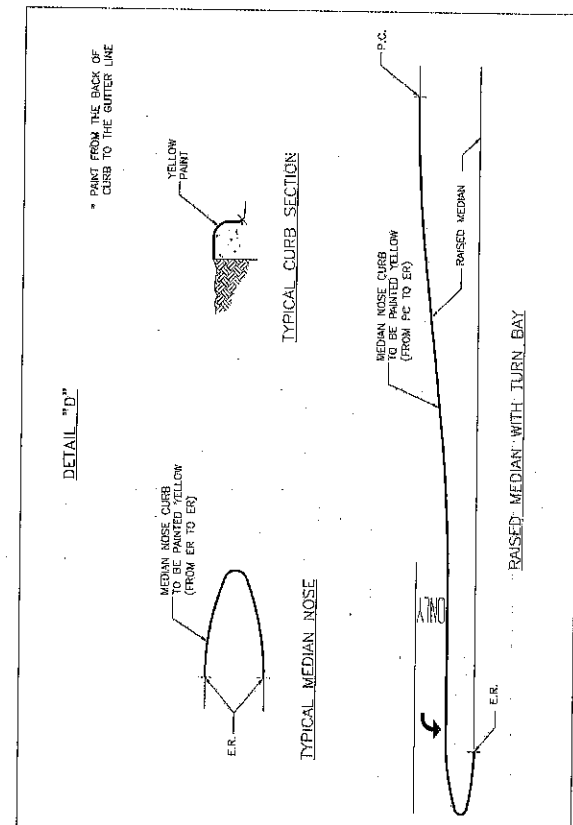 DETAIL "D"
* PAINT FROM THE BACK OF
CURB TO THE GUTTER LINE
MEDIAN NOSE CURB
TO BE PAINTED YELLOW
(FROM ER TO ER)
E.R.
TYPICAL MEDIAN NOSE
YELLOW
PAINT
TYPICAL CURB SECTION
MEDIAN NOSE CURB
TO BE PAINTED YELLOW
(FROM PC TO ER)
P.C.
ONLY
RAISED MEDIAN
E.R.
RAISED MEDIAN WITH TURN BAY